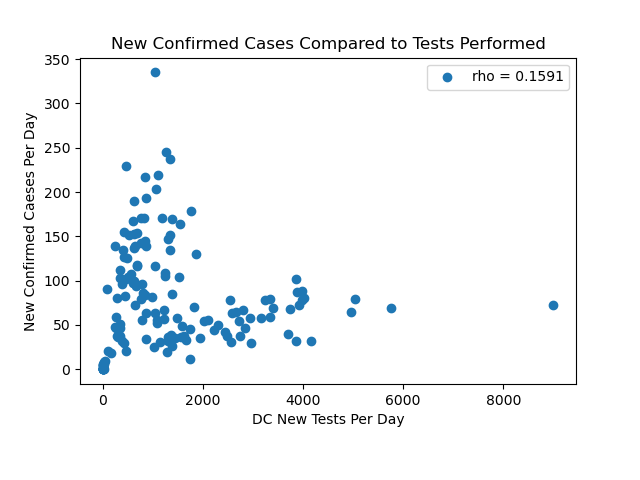 New Confirmed Cases Compared to Tests Performed
rho = 0.1591
350
300
250
200
150
100
50
0
New Confirmed Caeses Per Day
0 2000 4000 6000 8000
DC New Tests Per Day